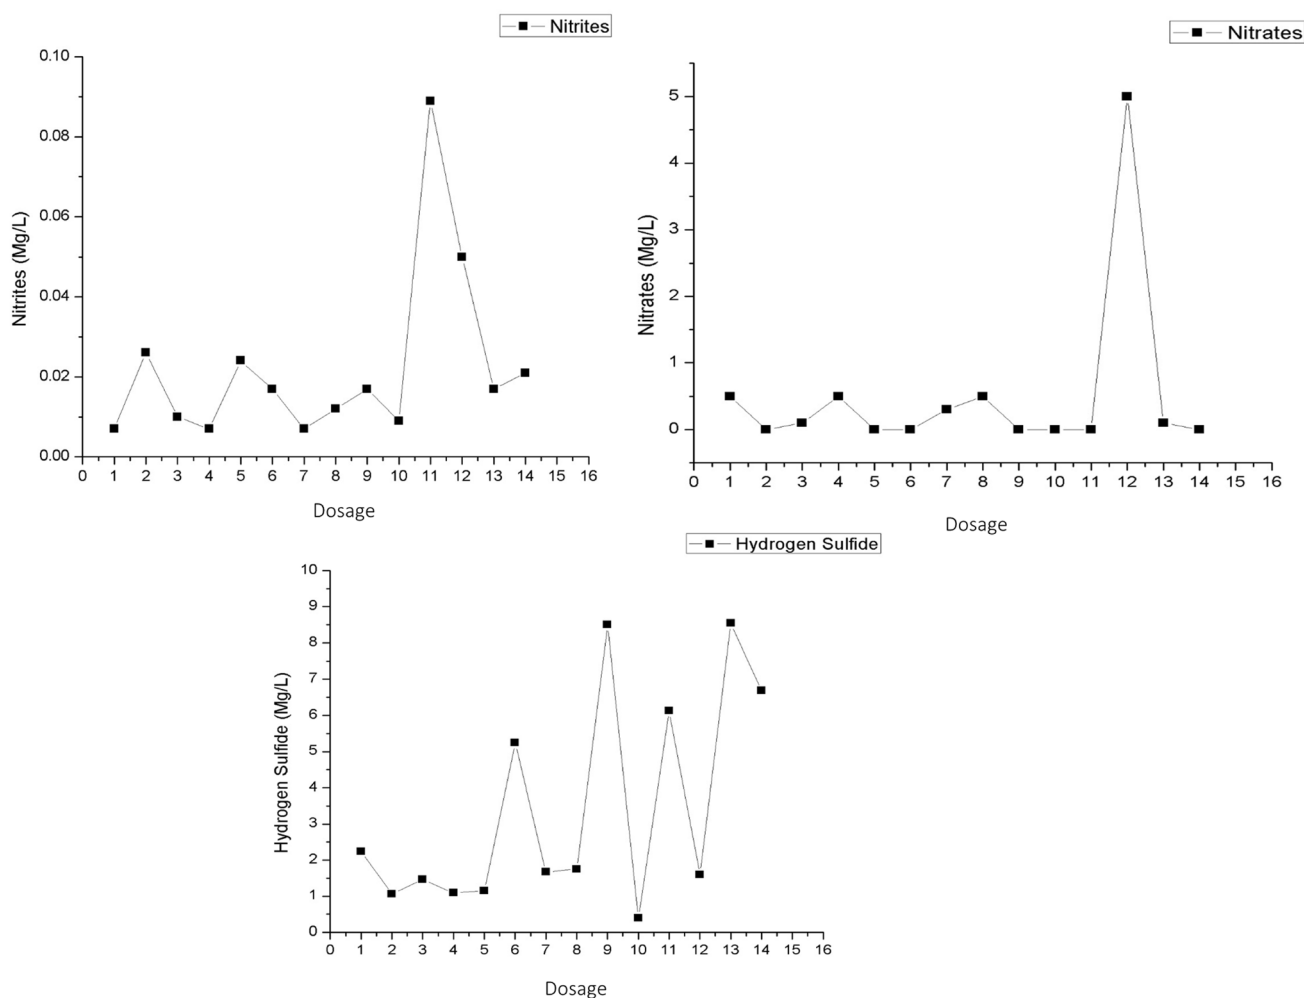 Nitrites
0.10
0.08
0.06
0.04
0.02
0.00
Nitrites (Mg/L)
0 1 2 3 4 5 6 7 8 9 10 11 12 13 14 15 16
Dosage
Nitrates
5
4
3
2
1
0
Nitrates (Mg/L)
0 1 2 3 4 5 6 7 8 9 10 11 12 13 14 15 16
Dosage
Hydrogen Sulfide
10
9
8
7
6
5
4
3
2
1
0
Hydrogen Sulfide (Mg/L)
0 1 2 3 4 5 6 7 8 9 10 11 12 13 14 15 16
Dosage